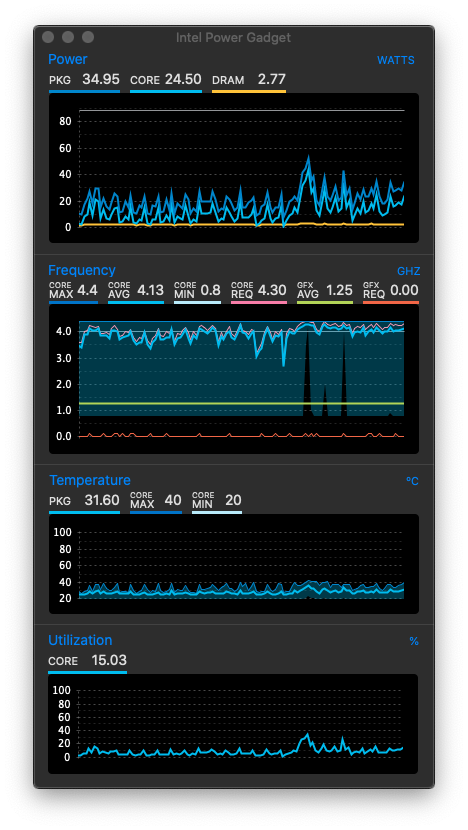 Intel Power Gadget
Power WATTS
PKG 34.95 CORE 24.50 DRAM 2.77
80
60
40
20
0
Frequency GHZ
CORE MAX 4.4 CORE AVG 4.13 CORE MIN 0.8 CORE REQ 4.30 GFX AVG 1.25 GFX REQ 0.00
4.0
3.0
2.0
1.0
0.0
Temperature °C
PKG 31.60 CORE MAX 40 CORE MIN 20
100
80
60
40
20
Utilization %
CORE 15.03
100
80
60
40
20
0